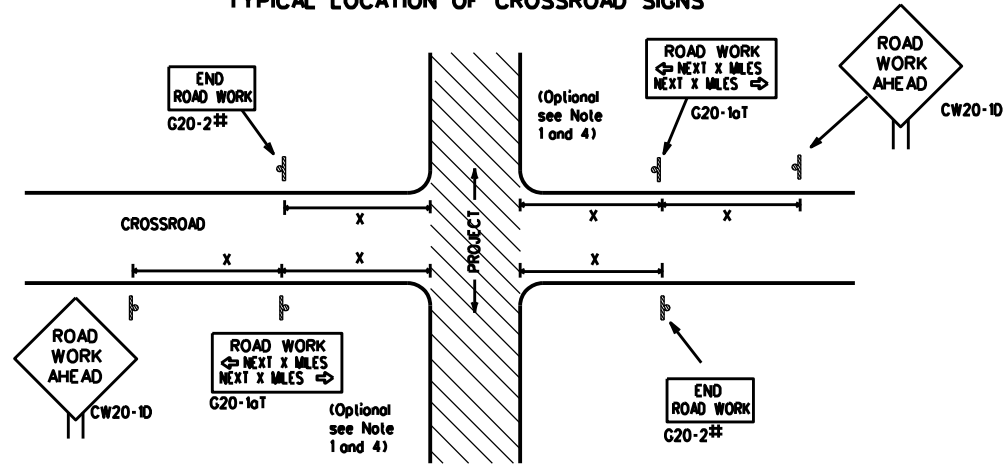 TYPICAL LOCATION OF CROSSROAD SIGNS
END
ROAD WORK
G20-2#
(Optional
see Note
1 and 4)
ROAD WORK
⇦ NEXT X MILES
NEXT X MILES ⇨
G20-1aT
ROAD
WORK
AHEAD
CW20-1D
CROSSROAD
X
X
X
PROJECT
X
X
X
ROAD
WORK
AHEAD
CW20-1D
ROAD WORK
⇦ NEXT X MILES
NEXT X MILES ⇨
G20-1aT
(Optional
see Note
1 and 4)
END
ROAD WORK
G20-2#